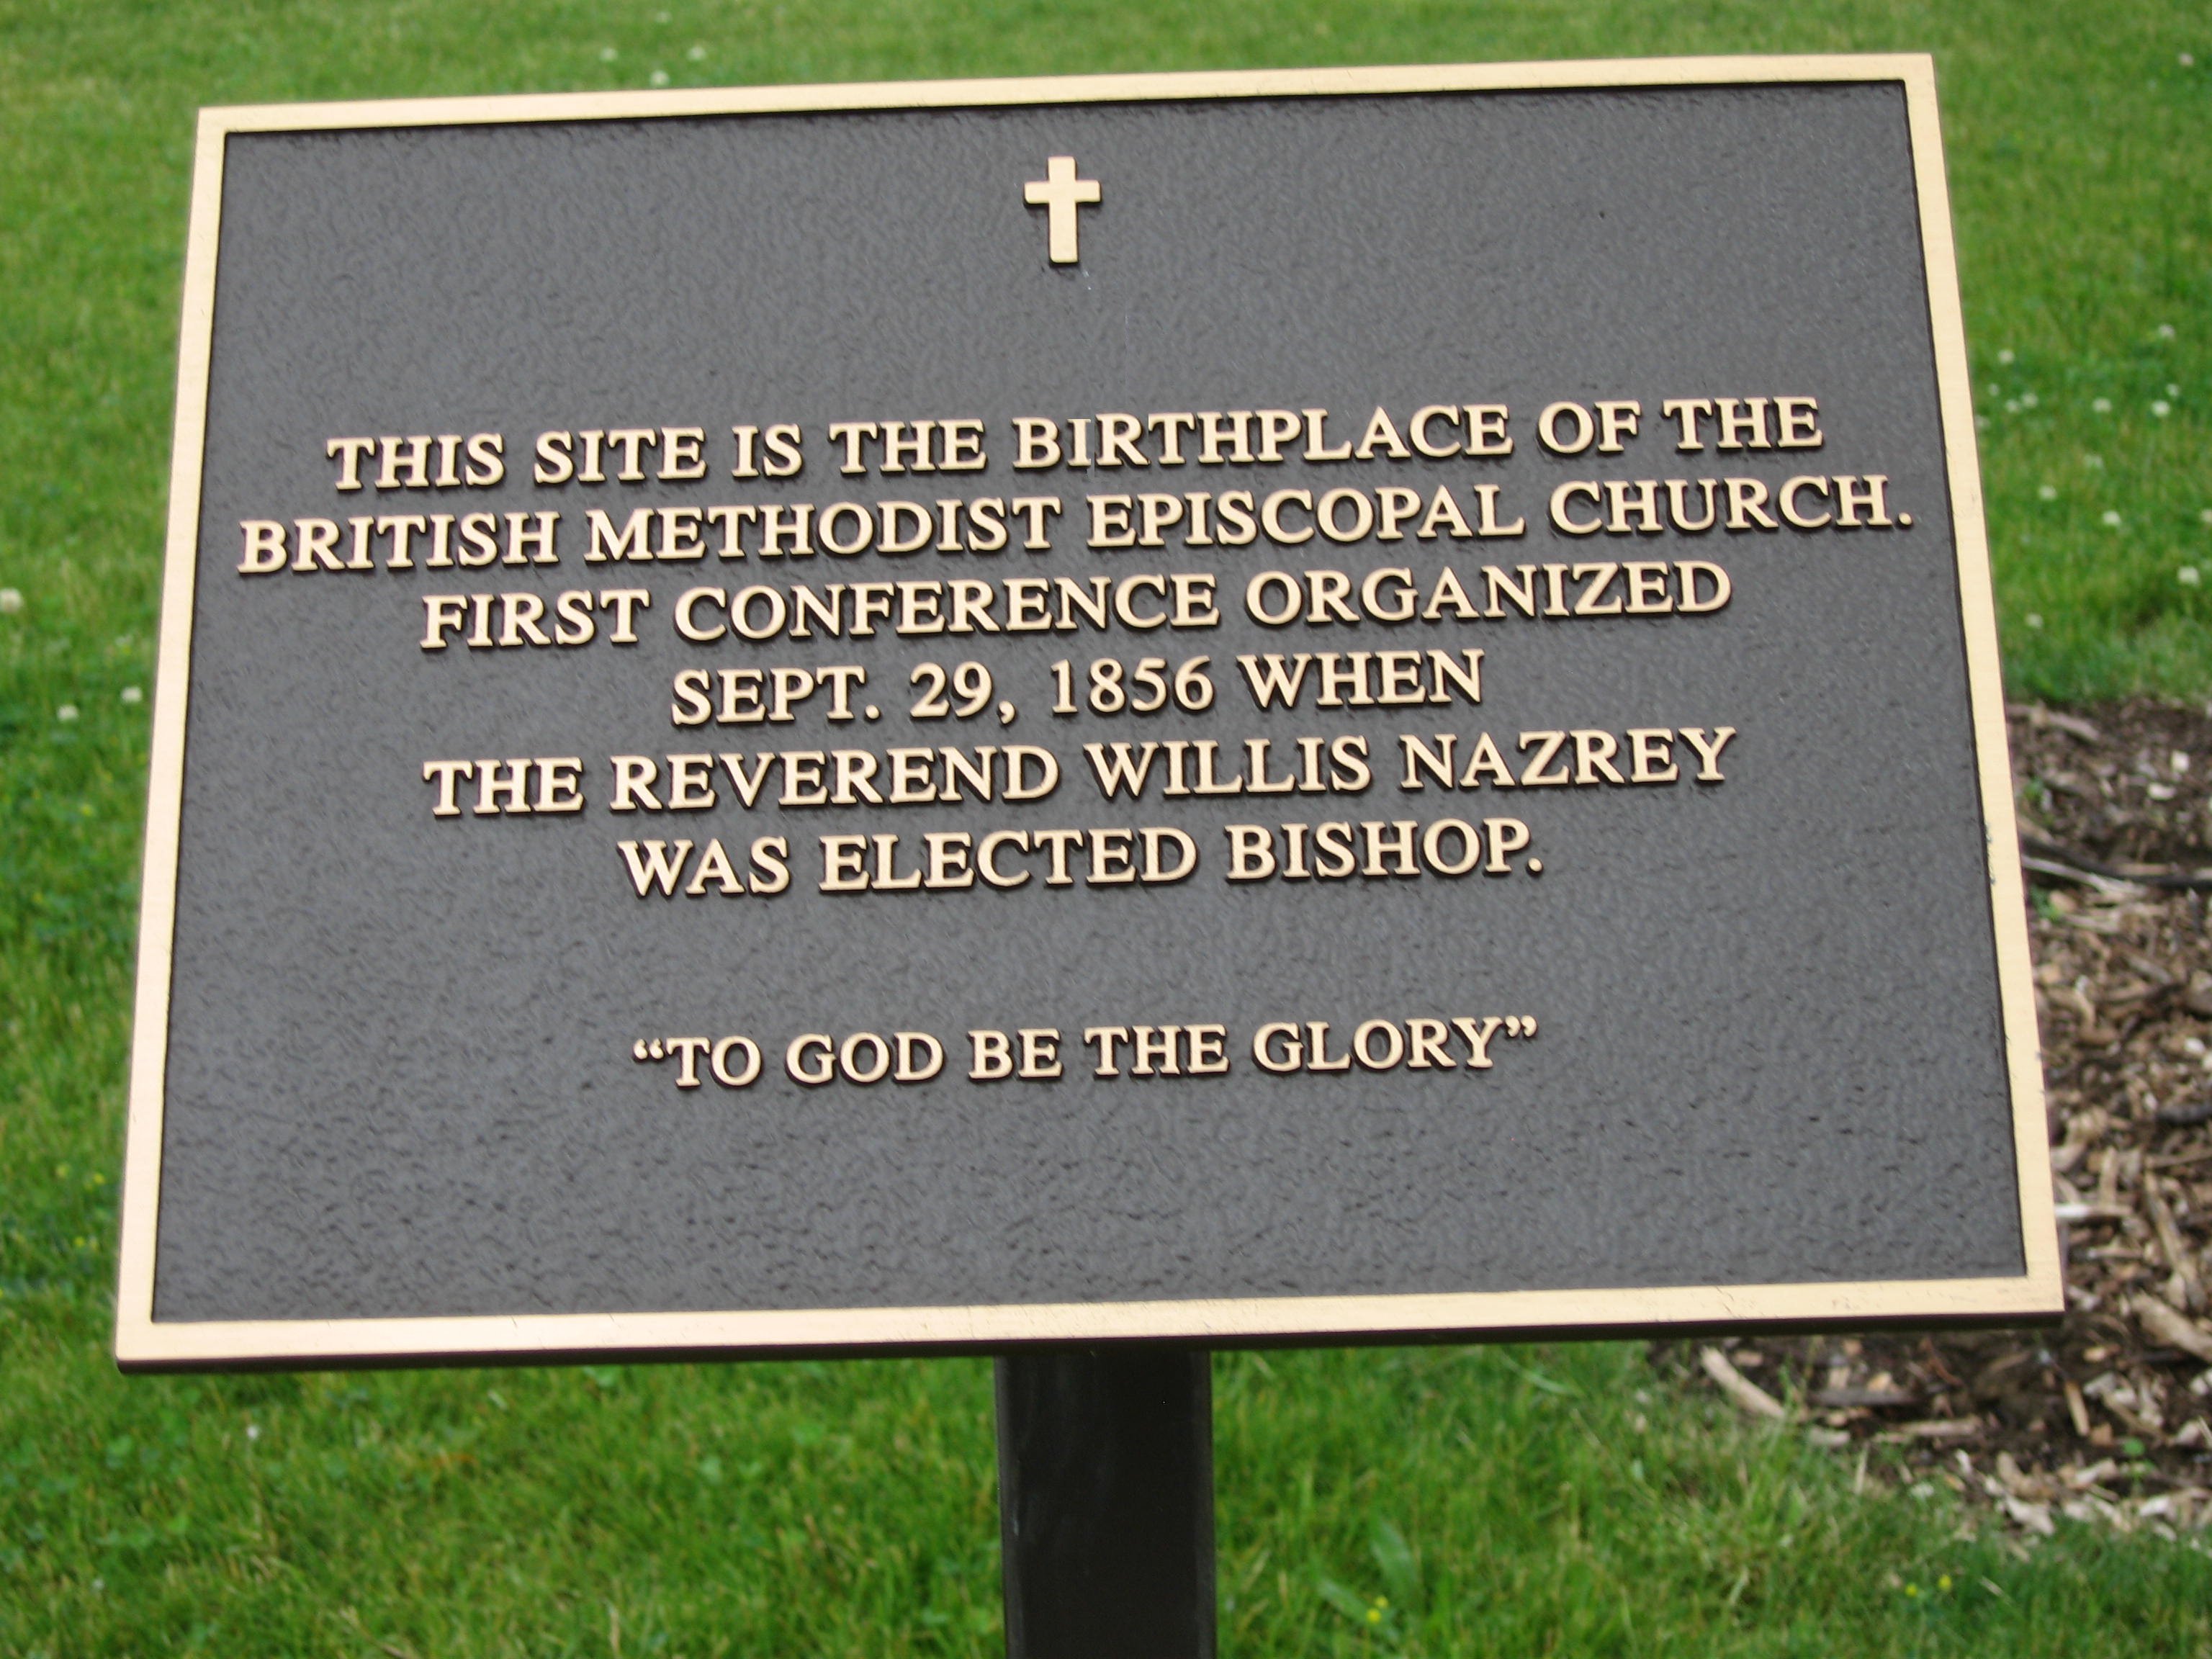 THIS SITE IS THE BIRTHPLACE OF THE
BRITISH METHODIST EPISCOPAL CHURCH.
FIRST CONFERENCE ORGANIZED
SEPT. 29, 1856 WHEN
THE REVEREND WILLIS NAZREY
WAS ELECTED BISHOP.
“TO GOD BE THE GLORY”